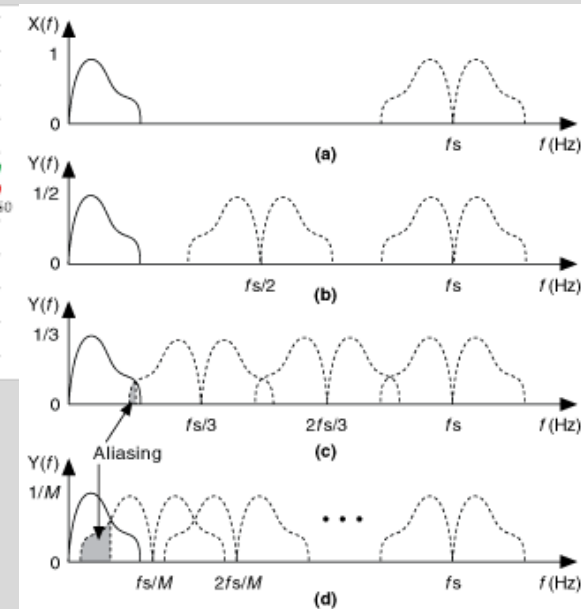 X(f)
1
0
fs
f (Hz)
(a)
Y(f)
1/2
0
fs/2
fs
f (Hz)
(b)
Y(f)
1/3
0
fs/3
2fs/3
fs
f (Hz)
(c)
Aliasing
Y(f)
1/M
0
fs/M
2fs/M
fs
f (Hz)
(d)